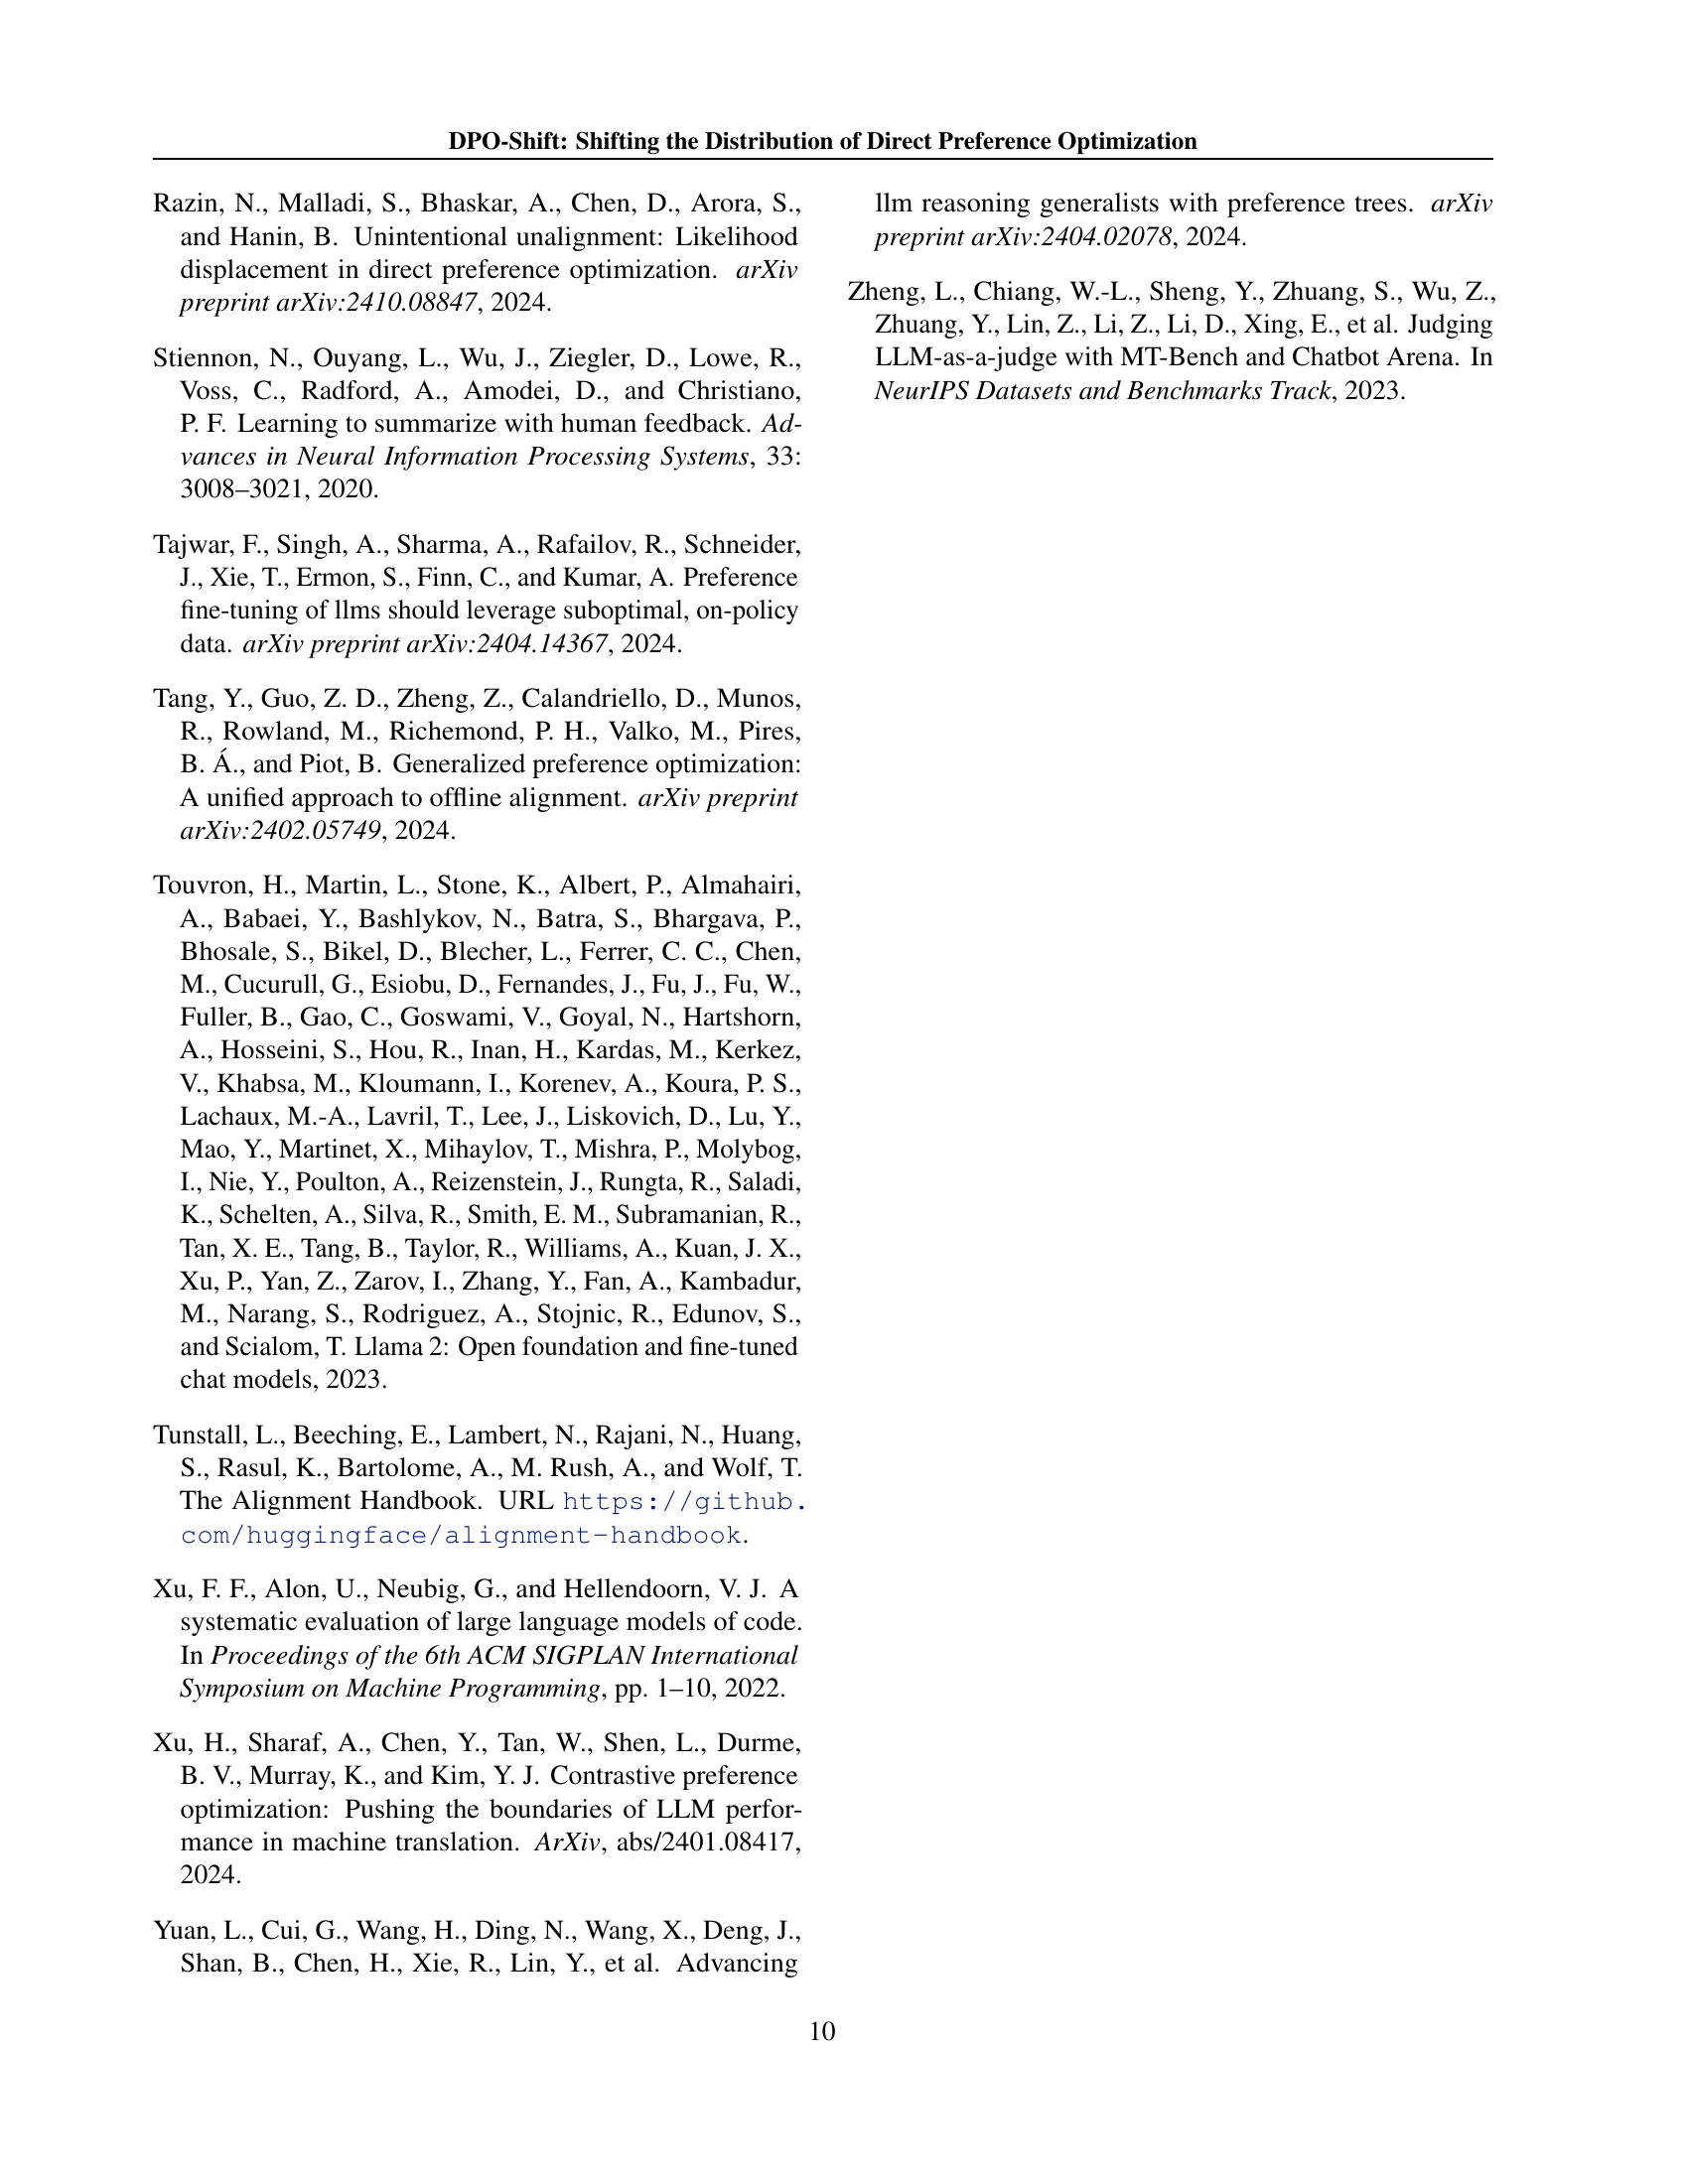 DPO-Shift: Shifting the Distribution of Direct Preference Optimization
Razin, N., Malladi, S., Bhaskar, A., Chen, D., Arora, S.,
and Hanin, B. Unintentional unalignment: Likelihood
displacement in direct preference optimization. arXiv
preprint arXiv:2410.08847, 2024.
Stiennon, N., Ouyang, L., Wu, J., Ziegler, D., Lowe, R.,
Voss, C., Radford, A., Amodei, D., and Christiano,
P. F. Learning to summarize with human feedback. Ad-
vances in Neural Information Processing Systems, 33:
3008–3021, 2020.
Tajwar, F., Singh, A., Sharma, A., Rafailov, R., Schneider,
J., Xie, T., Ermon, S., Finn, C., and Kumar, A. Preference
fine-tuning of llms should leverage suboptimal, on-policy
data. arXiv preprint arXiv:2404.14367, 2024.
Tang, Y., Guo, Z. D., Zheng, Z., Calandriello, D., Munos,
R., Rowland, M., Richemond, P. H., Valko, M., Pires,
B. Á., and Piot, B. Generalized preference optimization:
A unified approach to offline alignment. arXiv preprint
arXiv:2402.05749, 2024.
Touvron, H., Martin, L., Stone, K., Albert, P., Almahairi,
A., Babaei, Y., Bashlykov, N., Batra, S., Bhargava, P.,
Bhosale, S., Bikel, D., Blecher, L., Ferrer, C. C., Chen,
M., Cucurull, G., Esiobu, D., Fernandes, J., Fu, J., Fu, W.,
Fuller, B., Gao, C., Goswami, V., Goyal, N., Hartshorn,
A., Hosseini, S., Hou, R., Inan, H., Kardas, M., Kerkez,
V., Khabsa, M., Kloumann, I., Korenev, A., Koura, P. S.,
Lachaux, M.-A., Lavril, T., Lee, J., Liskovich, D., Lu, Y.,
Mao, Y., Martinet, X., Mihaylov, T., Mishra, P., Molybog,
I., Nie, Y., Poulton, A., Reizenstein, J., Rungta, R., Saladi,
K., Schelten, A., Silva, R., Smith, E. M., Subramanian, R.,
Tan, X. E., Tang, B., Taylor, R., Williams, A., Kuan, J. X.,
Xu, P., Yan, Z., Zarov, I., Zhang, Y., Fan, A., Kambadur,
M., Narang, S., Rodriguez, A., Stojnic, R., Edunov, S.,
and Scialom, T. Llama 2: Open foundation and fine-tuned
chat models, 2023.
Tunstall, L., Beeching, E., Lambert, N., Rajani, N., Huang,
S., Rasul, K., Bartolome, A., M. Rush, A., and Wolf, T.
The Alignment Handbook. URL https://github.
com/huggingface/alignment-handbook.
Xu, F. F., Alon, U., Neubig, G., and Hellendoorn, V. J. A
systematic evaluation of large language models of code.
In Proceedings of the 6th ACM SIGPLAN International
Symposium on Machine Programming, pp. 1–10, 2022.
Xu, H., Sharaf, A., Chen, Y., Tan, W., Shen, L., Durme,
B. V., Murray, K., and Kim, Y. J. Contrastive preference
optimization: Pushing the boundaries of LLM perfor-
mance in machine translation. ArXiv, abs/2401.08417,
2024.
Yuan, L., Cui, G., Wang, H., Ding, N., Wang, X., Deng, J.,
Shan, B., Chen, H., Xie, R., Lin, Y., et al. Advancing
llm reasoning generalists with preference trees. arXiv
preprint arXiv:2404.02078, 2024.
Zheng, L., Chiang, W.-L., Sheng, Y., Zhuang, S., Wu, Z.,
Zhuang, Y., Lin, Z., Li, Z., Li, D., Xing, E., et al. Judging
LLM-as-a-judge with MT-Bench and Chatbot Arena. In
NeurIPS Datasets and Benchmarks Track, 2023.
10